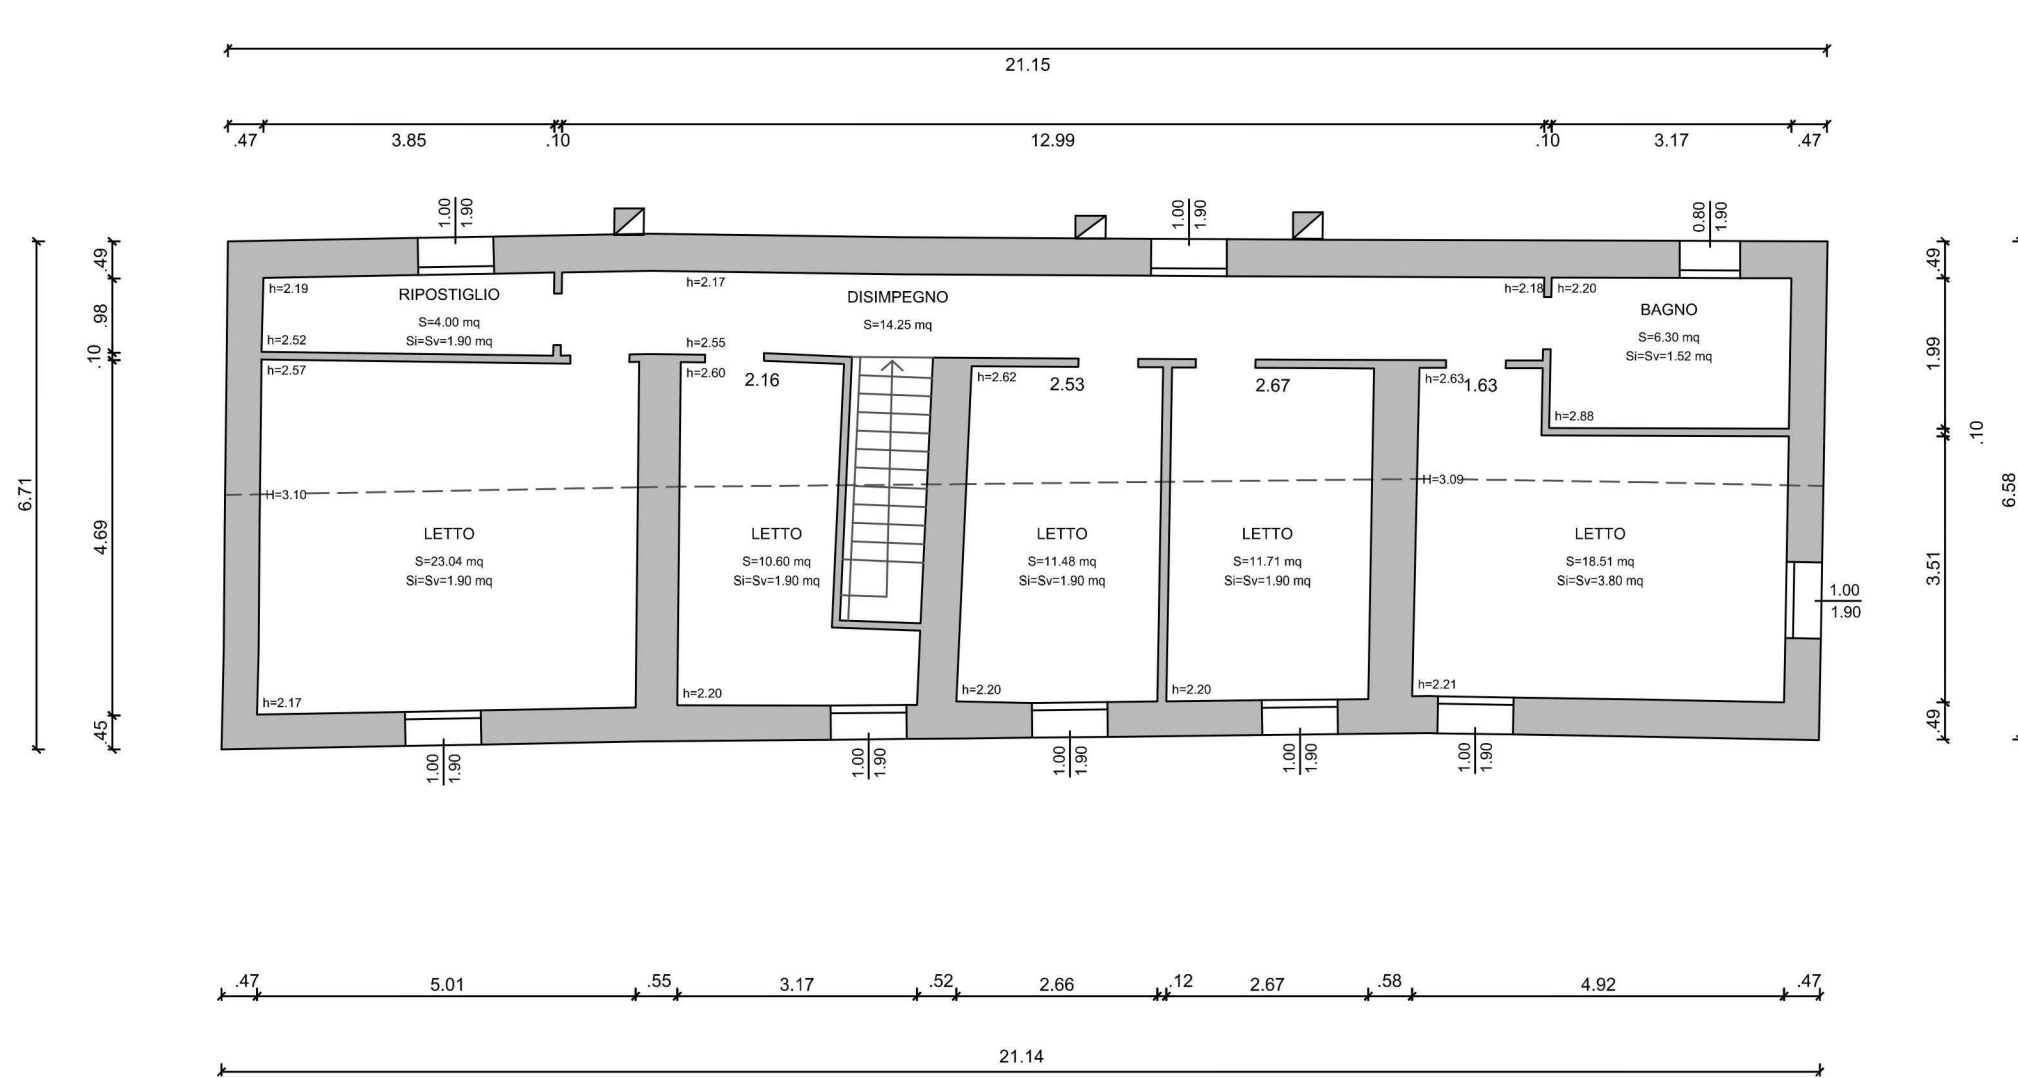 21.15
.47 3.85 .10 12.99 .10 3.17 .47
1.00
1.90
1.00
1.90
0.80
1.90
.49
.98
.10
4.69
.45
6.71
h=2.19
RIPOSTIGLIO
S=4.00 mq
Si=Sv=1.90 mq
h=2.52
h=2.17
DISIMPEGNO
S=14.25 mq
h=2.55
h=2.18
h=2.20
BAGNO
S=6.30 mq
Si=Sv=1.52 mq
h=2.88
.49
1.99
.10
3.51
.49
6.58
h=2.57
H=3.10
LETTO
S=23.04 mq
Si=Sv=1.90 mq
h=2.17
h=2.60
2.16
LETTO
S=10.60 mq
Si=Sv=1.90 mq
h=2.20
h=2.62
2.53
LETTO
S=11.48 mq
Si=Sv=1.90 mq
h=2.20
2.67
LETTO
S=11.71 mq
Si=Sv=1.90 mq
h=2.20
h=2.63
1.63
H=3.09
LETTO
S=18.51 mq
Si=Sv=3.80 mq
h=2.21
1.00
1.90
1.00
1.90
1.00
1.90
1.00
1.90
1.00
1.90
1.00
1.90
.47 5.01 .55 3.17 .52 2.66 .12 2.67 .58 4.92 .47
21.14